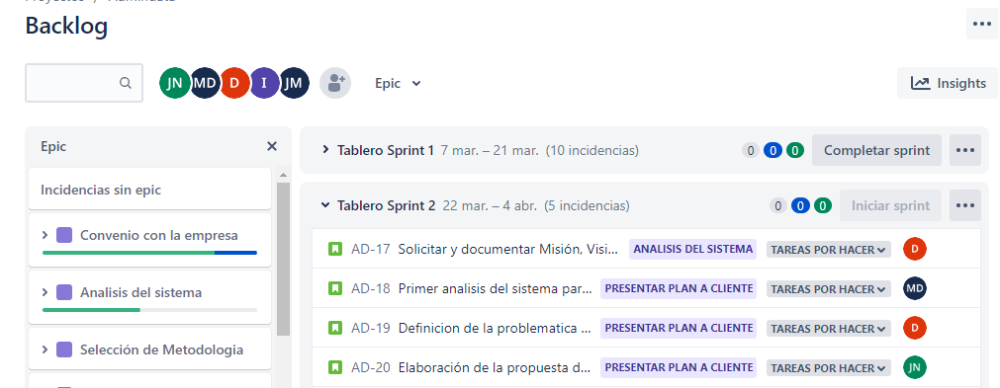 Backlog
JN MD D I JM
Epic
Insights
Epic
Incidencias sin epic
Convenio con la empresa
Analisis del sistema
Selección de Metodologia
Tablero Sprint 1 7 mar. – 21 mar. (10 incidencias) 0 0 0 Completar sprint
Tablero Sprint 2 22 mar. – 4 abr. (5 incidencias) 0 0 0 Iniciar sprint
AD-17 Solicitar y documentar Misión, Visi... ANALISIS DEL SISTEMA TAREAS POR HACER D
AD-18 Primer analisis del sistema par... PRESENTAR PLAN A CLIENTE TAREAS POR HACER MD
AD-19 Definicion de la problematica ... PRESENTAR PLAN A CLIENTE TAREAS POR HACER D
AD-20 Elaboración de la propuesta d... PRESENTAR PLAN A CLIENTE TAREAS POR HACER JN